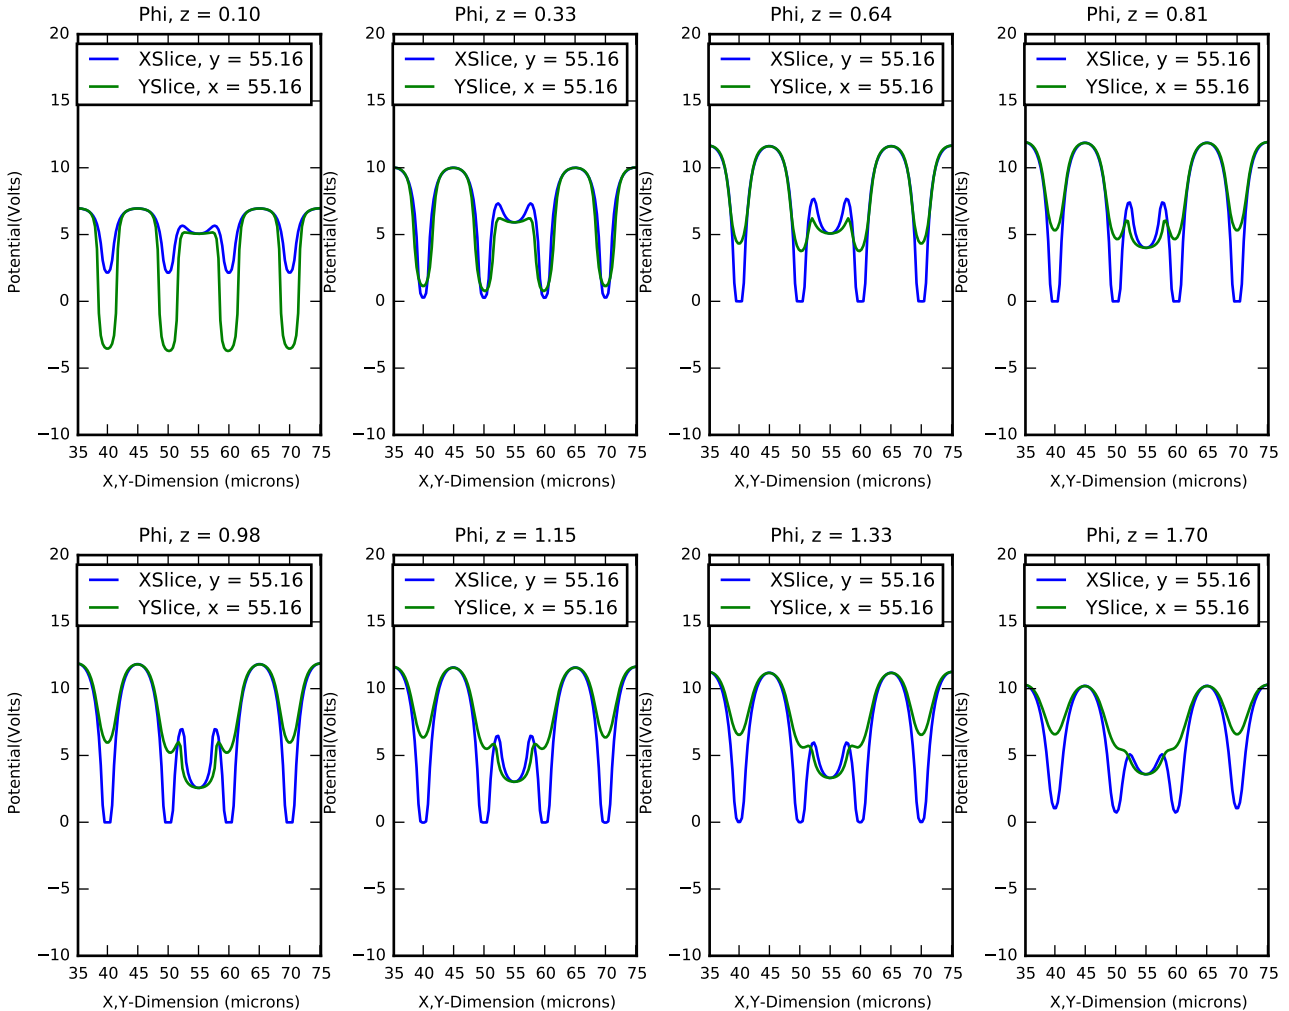 Phi, z = 0.10
Phi, z = 0.33
Phi, z = 0.64
Phi, z = 0.81
XSlice, y = 55.16
YSlice, x = 55.16
XSlice, y = 55.16
YSlice, x = 55.16
XSlice, y = 55.16
YSlice, x = 55.16
XSlice, y = 55.16
YSlice, x = 55.16
20
15
10
5
0
−5
−10
20
15
10
5
0
−5
−10
20
15
10
5
0
−5
−10
20
15
10
5
0
−5
−10
Potential(Volts)
Potential(Volts)
Potential(Volts)
Potential(Volts)
35 40 45 50 55 60 65 70 75
35 40 45 50 55 60 65 70 75
35 40 45 50 55 60 65 70 75
35 40 45 50 55 60 65 70 75
X,Y-Dimension (microns)
X,Y-Dimension (microns)
X,Y-Dimension (microns)
X,Y-Dimension (microns)
Phi, z = 0.98
Phi, z = 1.15
Phi, z = 1.33
Phi, z = 1.70
XSlice, y = 55.16
YSlice, x = 55.16
XSlice, y = 55.16
YSlice, x = 55.16
XSlice, y = 55.16
YSlice, x = 55.16
XSlice, y = 55.16
YSlice, x = 55.16
20
15
10
5
0
−5
−10
20
15
10
5
0
−5
−10
20
15
10
5
0
−5
−10
20
15
10
5
0
−5
−10
Potential(Volts)
Potential(Volts)
Potential(Volts)
Potential(Volts)
35 40 45 50 55 60 65 70 75
35 40 45 50 55 60 65 70 75
35 40 45 50 55 60 65 70 75
35 40 45 50 55 60 65 70 75
X,Y-Dimension (microns)
X,Y-Dimension (microns)
X,Y-Dimension (microns)
X,Y-Dimension (microns)